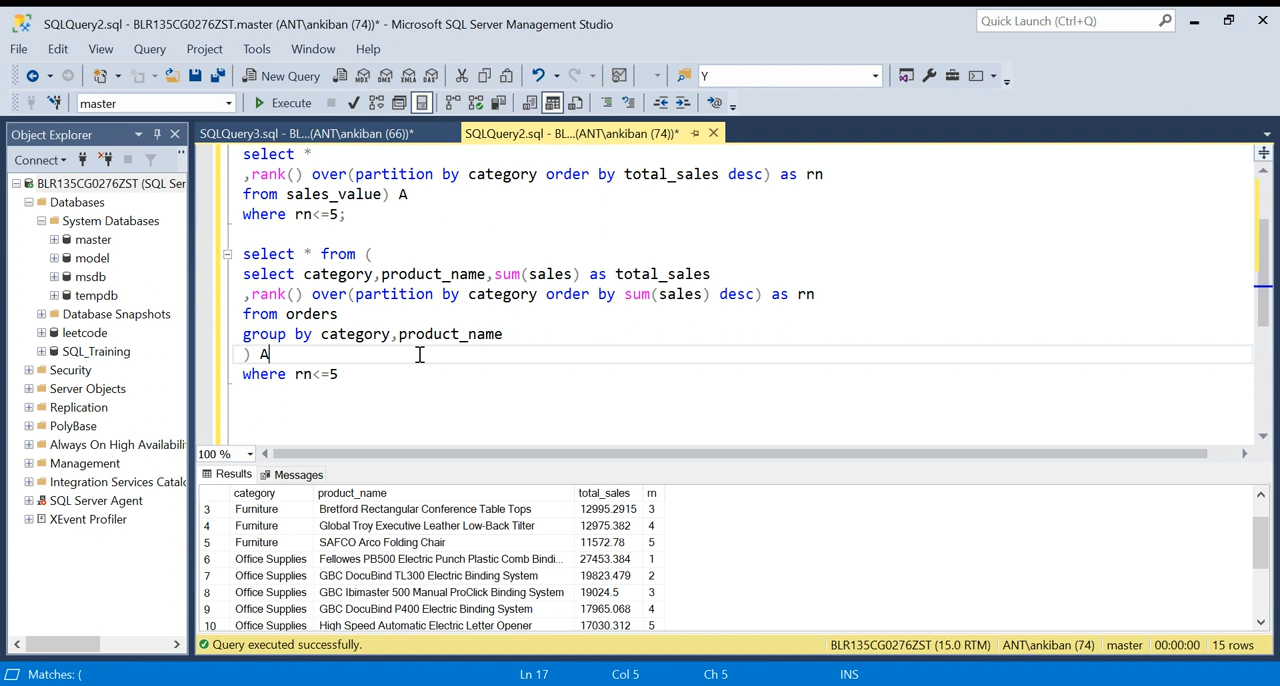 SQLQuery2.sql - BLR135CG0276ZST.master (ANT\ankiban (74))* - Microsoft SQL Server Management Studio
Quick Launch (Ctrl+Q)
File Edit View Query Project Tools Window Help
New Query
MDX DMX XMLA DAX
Y
master
Execute
Object Explorer
SQLQuery3.sql - BL...(ANT\ankiban (66))*
SQLQuery2.sql - BL...(ANT\ankiban (74))*
Connect
BLR135CG0276ZST (SQL Ser
Databases
System Databases
master
model
msdb
tempdb
Database Snapshots
leetcode
SQL_Training
Security
Server Objects
Replication
PolyBase
Always On High Availabili
Management
Integration Services Catalo
SQL Server Agent
XEvent Profiler
select *
,rank() over(partition by category order by total_sales desc) as rn
from sales_value) A
where rn<=5;
select * from (
select category,product_name,sum(sales) as total_sales
,rank() over(partition by category order by sum(sales) desc) as rn
from orders
group by category,product_name
) A
where rn<=5
100 %
Results Messages
category product_name total_sales rn
3 Furniture Bretford Rectangular Conference Table Tops 12995.2915 3
4 Furniture Global Troy Executive Leather Low-Back Tilter 12975.382 4
5 Furniture SAFCO Arco Folding Chair 11572.78 5
6 Office Supplies Fellowes PB500 Electric Punch Plastic Comb Bindi... 27453.384 1
7 Office Supplies GBC DocuBind TL300 Electric Binding System 19823.479 2
8 Office Supplies GBC Ibimaster 500 Manual ProClick Binding System 19024.5 3
9 Office Supplies GBC DocuBind P400 Electric Binding System 17965.068 4
10 Office Supplies High Speed Automatic Electric Letter Opener 17030.312 5
Query executed successfully.
BLR135CG0276ZST (15.0 RTM) ANT\ankiban (74) master 00:00:00 15 rows
Matches: (
Ln 17 Col 5 Ch 5 INS